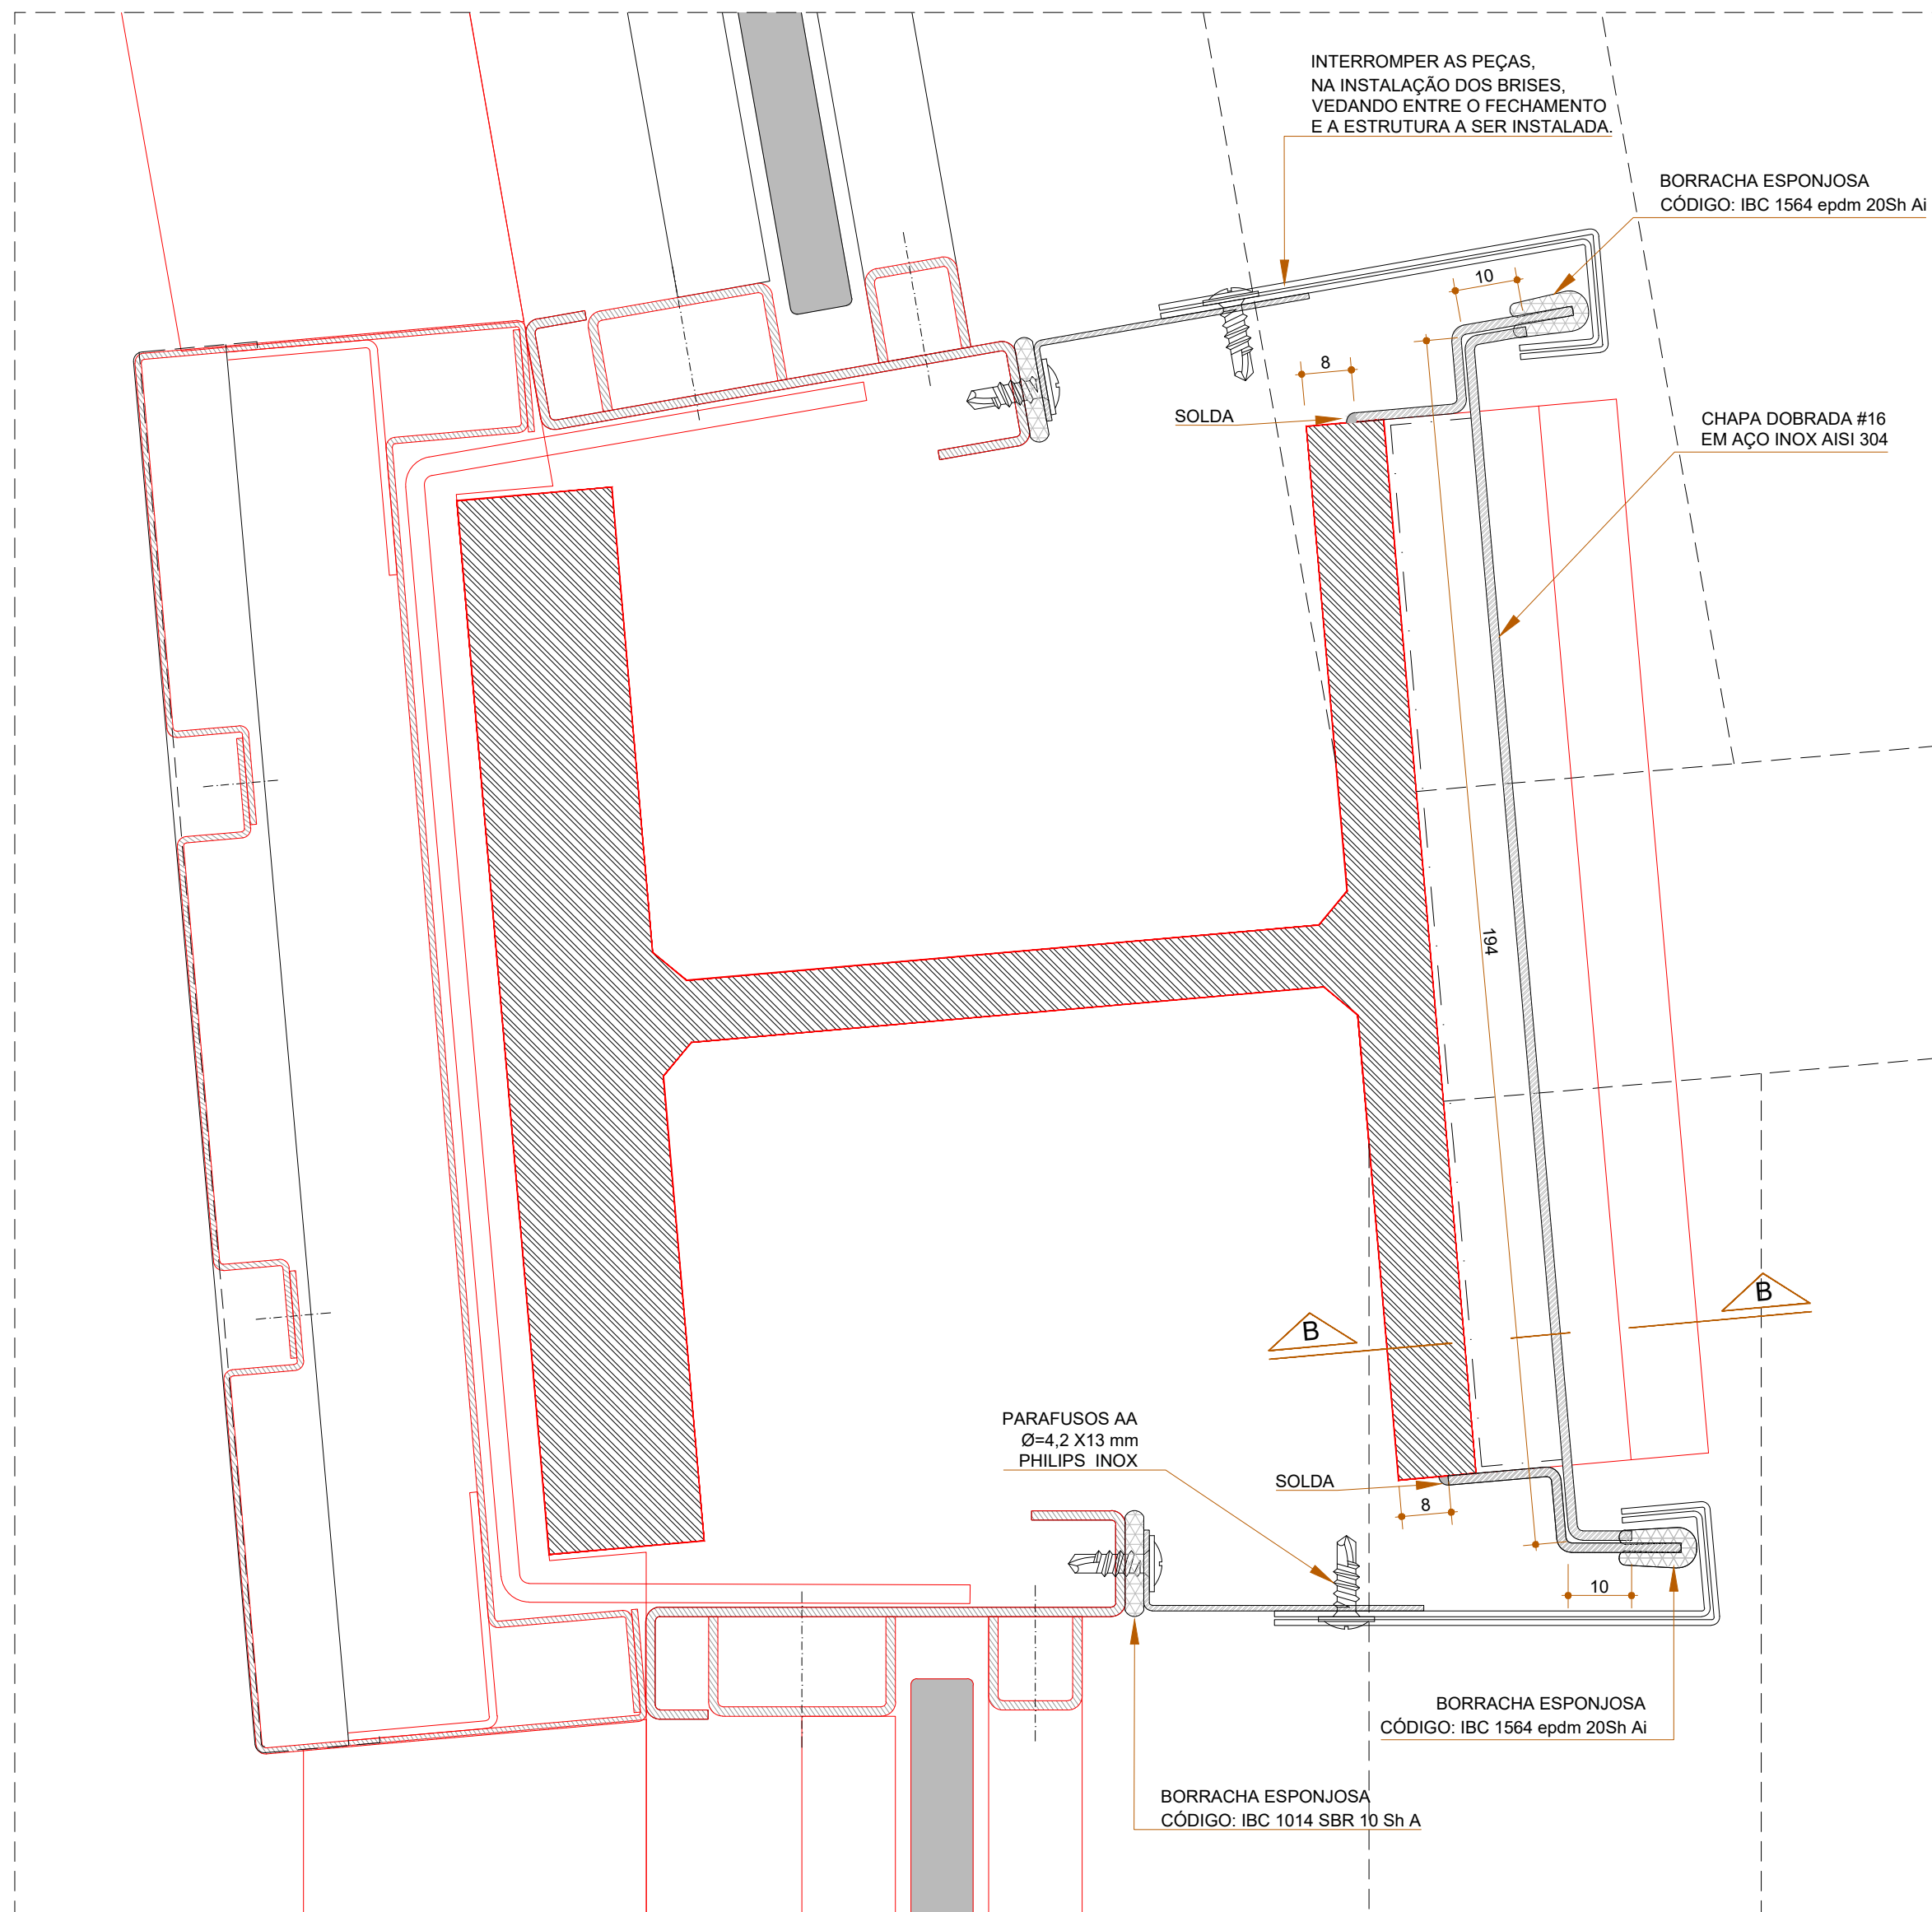 INTERROMPER AS PEÇAS,
NA INSTALAÇÃO DOS BRISES,
VEDANDO ENTRE O FECHAMENTO
E A ESTRUTURA A SER INSTALADA.
BORRACHA ESPONJOSA
CÓDIGO: IBC 1564 epdm 20Sh Ai
10
8
SOLDA
CHAPA DOBRADA #16
EM AÇO INOX AISI 304
194
B
B
PARAFUSOS AA
Ø=4,2 X13 mm
PHILIPS INOX
SOLDA
8
10
BORRACHA ESPONJOSA
CÓDIGO: IBC 1564 epdm 20Sh Ai
BORRACHA ESPONJOSA
CÓDIGO: IBC 1014 SBR 10 Sh A